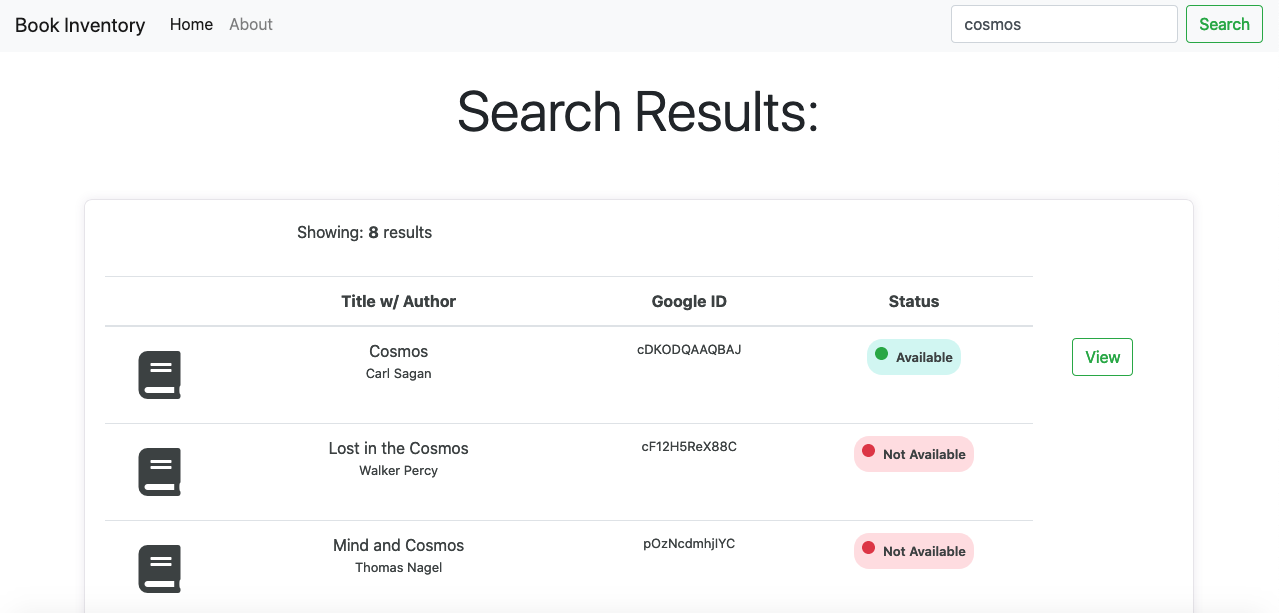 Book Inventory Home About cosmos Search
Search Results:
Showing: 8 results
Title w/ Author Google ID Status
Cosmos cDKODQAAQBAJ Available View
Carl Sagan
Lost in the Cosmos cF12H5ReX88C Not Available
Walker Percy
Mind and Cosmos pOzNcdmhjlYC Not Available
Thomas Nagel